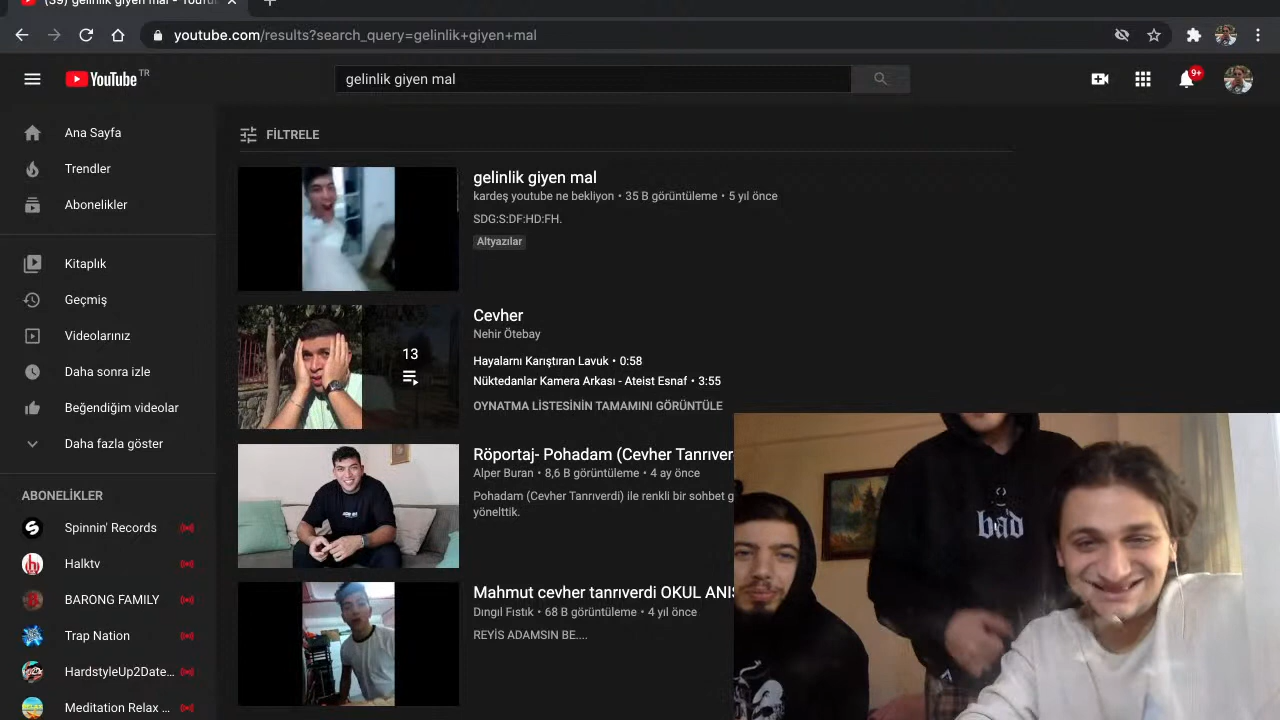 (39) gelinlik giyen mal - YouTu
youtube.com/results?search_query=gelinlik+giyen+mal
YouTube TR
gelinlik giyen mal
9+
Ana Sayfa
Trendler
Abonelikler
Kitaplık
Geçmiş
Videolarınız
Daha sonra izle
Beğendiğim videolar
Daha fazla göster
ABONELİKLER
Spinnin' Records
Halktv
BARONG FAMILY
Trap Nation
HardstyleUp2Date...
Meditation Relax ...
FİLTRELE
gelinlik giyen mal
kardeş youtube ne bekliyon • 35 B görüntüleme • 5 yıl önce
SDG:S:DF:HD:FH.
Altyazılar
13
Cevher
Nehir Ötebay
Hayalarnı Karıştıran Lavuk • 0:58
Nüktedanlar Kamera Arkası - Ateist Esnaf • 3:55
OYNATMA LİSTESİNİN TAMAMINI GÖRÜNTÜLE
Röportaj- Pohadam (Cevher Tanrıver
Alper Buran • 8,6 B görüntüleme • 4 ay önce
Pohadam (Cevher Tanrıverdi) ile renkli bir sohbet g
yönelttik.
Mahmut cevher tanrıverdi OKUL ANIS
Dıngıl Fıstık • 68 B görüntüleme • 4 yıl önce
REYİS ADAMSIN BE....
bad